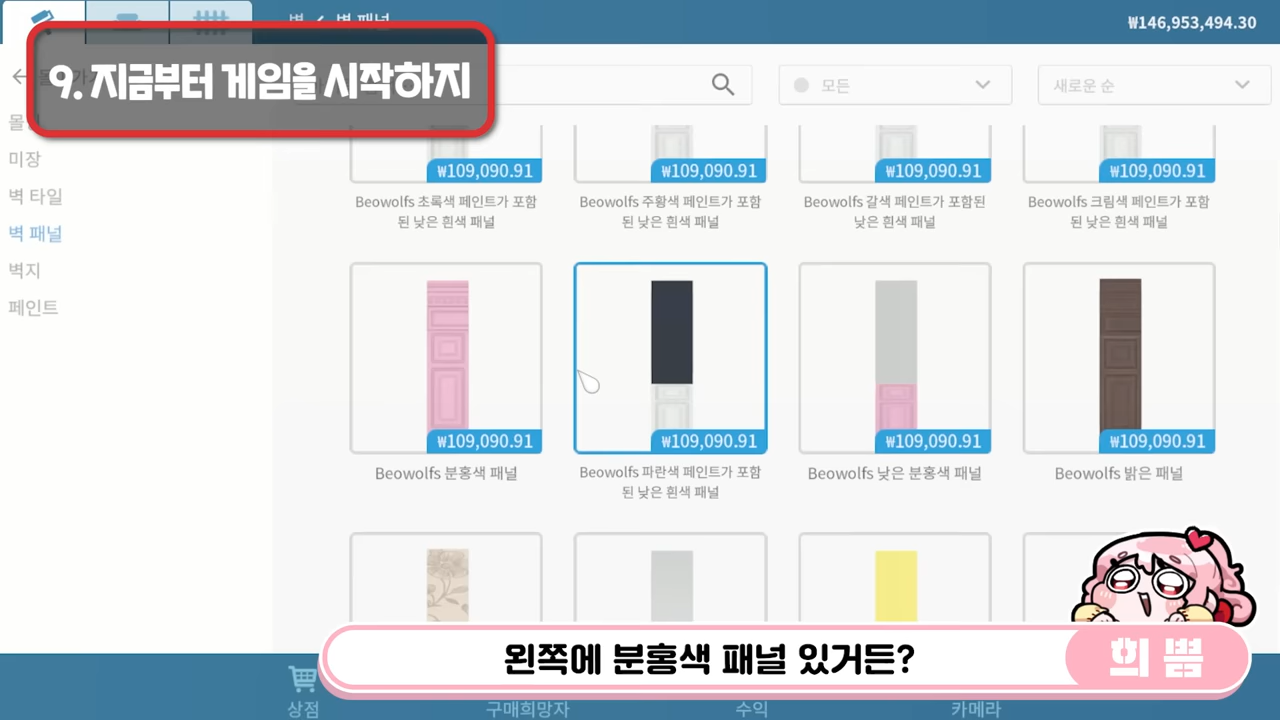 벽 < 벽 패널
₩146,953,494.30
9. 지금부터 게임을 시작하지
모든
새로운 순
미장
벽 타일
벽 패널
벽지
페인트
₩109,090.91
₩109,090.91
₩109,090.91
₩109,090.91
Beowolfs 초록색 페인트가 포함
된 낮은 흰색 패널
Beowolfs 주황색 페인트가 포함
된 낮은 흰색 패널
Beowolfs 갈색 페인트가 포함된
낮은 흰색 패널
Beowolfs 크림색 페인트가 포함
된 낮은 흰색 패널
₩109,090.91
₩109,090.91
₩109,090.91
₩109,090.91
Beowolfs 분홍색 패널
Beowolfs 파란색 페인트가 포함
된 낮은 흰색 패널
Beowolfs 낮은 분홍색 패널
Beowolfs 밝은 패널
왼쪽에 분홍색 패널 있거든?
희 쁨
상점
구매희망자
수익
카메라